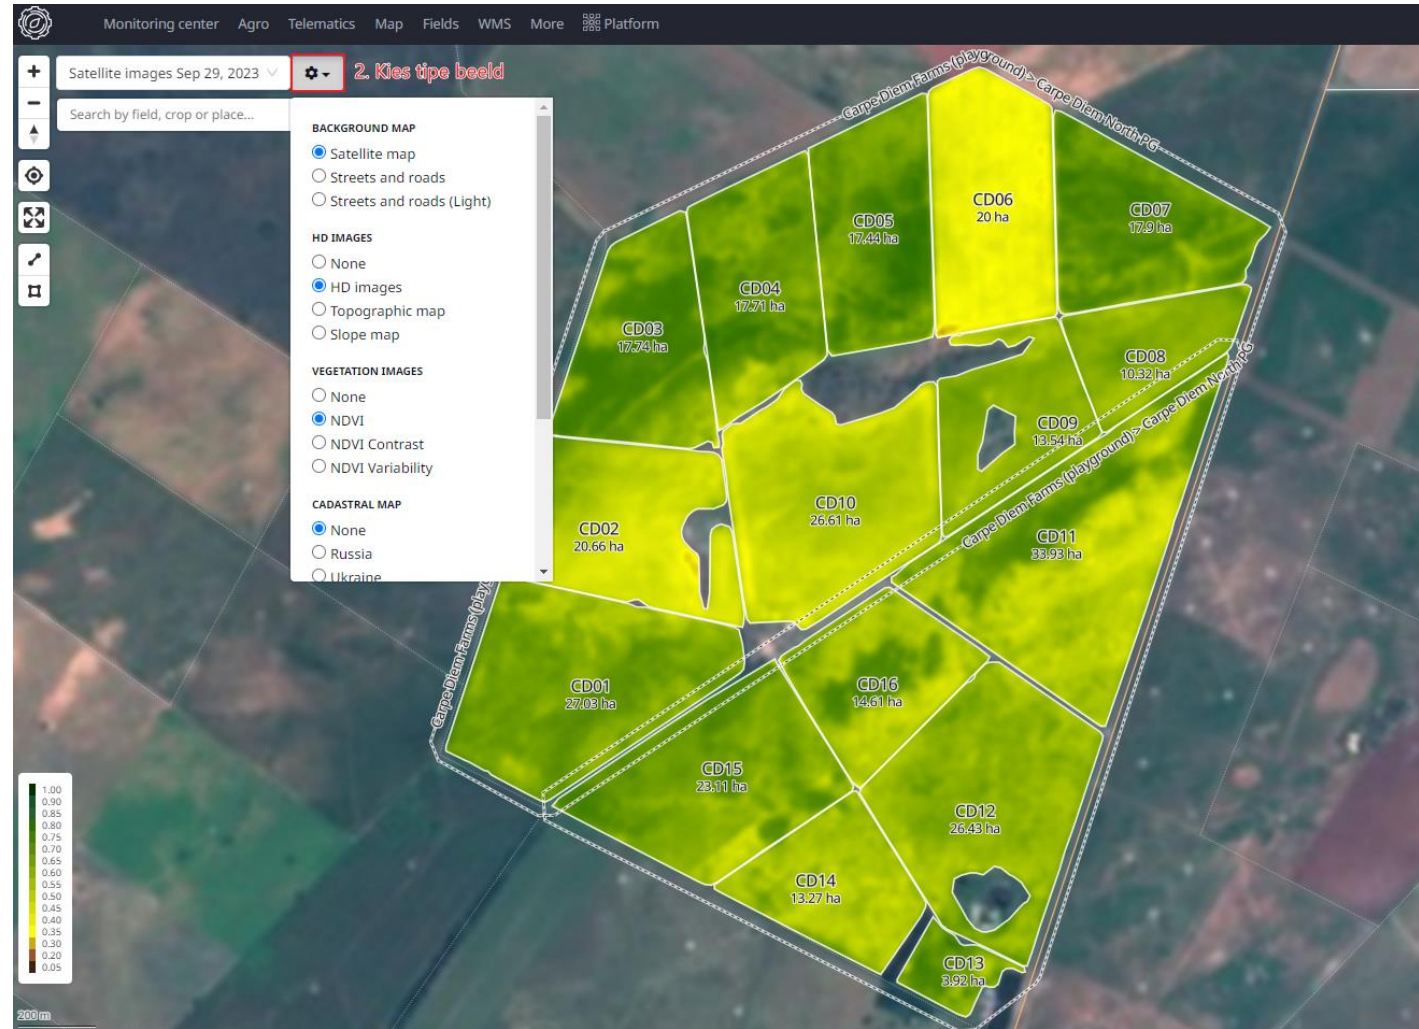 Monitoring center Agro Telematics Map Fields WMS More Platform
Satellite images Sep 29, 2023
2. Kies tipe beeld
Search by field, crop or place...
BACKGROUND MAP
Satellite map
Streets and roads
Streets and roads (Light)
HD IMAGES
None
HD images
Topographic map
Slope map
VEGETATION IMAGES
None
NDVI
NDVI Contrast
NDVI Variability
CADASTRAL MAP
None
Russia
Ukraine
Carpe Diem Farms (playground) > Carpe Diem North PG
CD06
20 ha
CD05
17.44 ha
CD07
17.9 ha
CD04
17.71 ha
CD03
17.74 ha
CD08
10.32 ha
CD09
13.54 ha
Carpe Diem Farms (playground) > Carpe Diem North PG
CD10
26.61 ha
CD02
20.66 ha
CD11
33.93 ha
Carpe Diem Farms (play
CD01
27.03 ha
CD16
14.61 ha
CD15
23.11 ha
CD12
26.43 ha
CD14
13.27 ha
CD13
3.92 ha
1.00
0.90
0.85
0.80
0.75
0.70
0.65
0.60
0.55
0.50
0.45
0.40
0.35
0.30
0.20
0.05
200 m